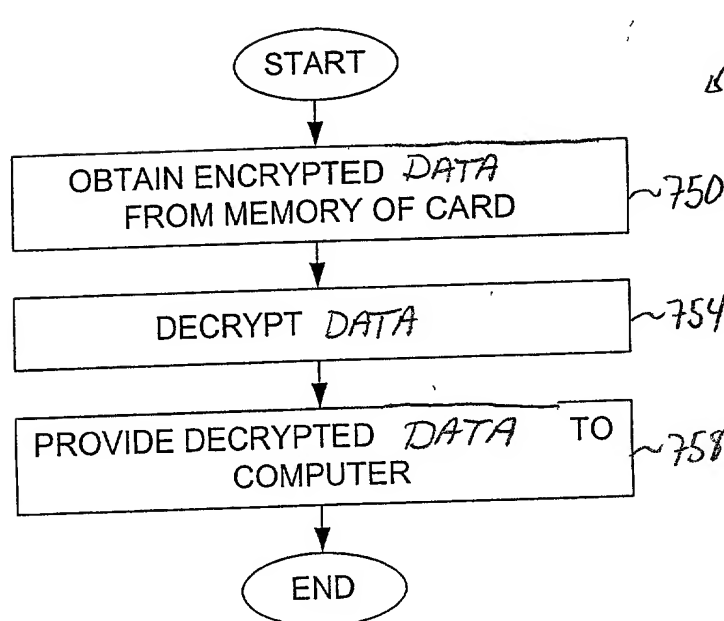 START
OBTAIN ENCRYPTED DATA
FROM MEMORY OF CARD
~750
DECRYPT DATA
~754
PROVIDE DECRYPTED DATA TO
COMPUTER
~758
END